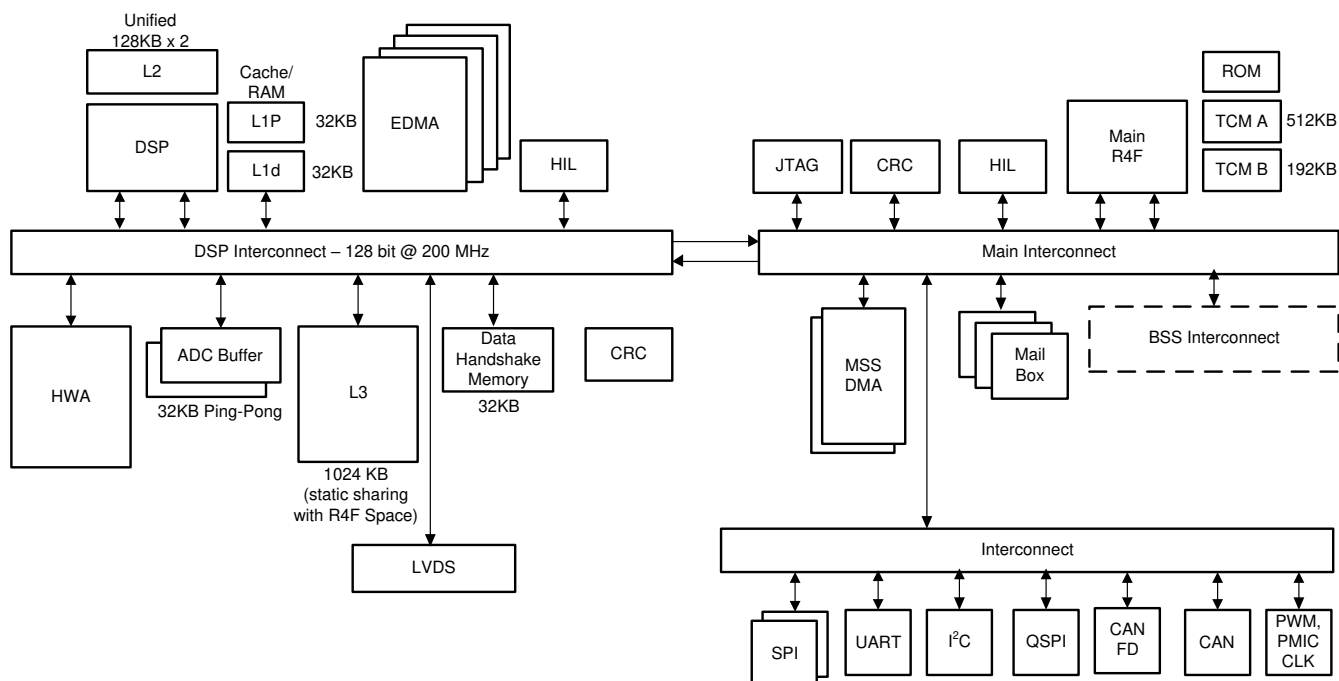 Unified
128KB x 2
L2
Cache/
RAM
L1P
32KB
DSP
L1d
32KB
EDMA
HIL
JTAG
CRC
HIL
Main
R4F
ROM
TCM A
512KB
TCM B
192KB
DSP Interconnect – 128 bit @ 200 MHz
Main Interconnect
HWA
ADC Buffer
32KB Ping-Pong
L3
1024 KB
(static sharing
with R4F Space)
Data
Handshake
Memory
32KB
CRC
LVDS
MSS
DMA
Mail
Box
BSS Interconnect
Interconnect
SPI
UART
I²C
QSPI
CAN
FD
CAN
PWM,
PMIC
CLK